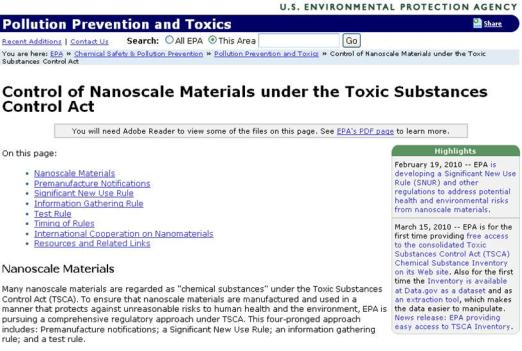 U.S. ENVIRONMENTAL PROTECTION AGENCY
Pollution Prevention and Toxics
Share
Recent Additions | Contact Us Search: All EPA This Area Go
You are here: EPA » Chemical Safety & Pollution Prevention » Pollution Prevention and Toxics » Control of Nanoscale Materials under the Toxic
Substances Control Act
Control of Nanoscale Materials under the Toxic Substances
Control Act
You will need Adobe Reader to view some of the files on this page. See EPA's PDF page to learn more.
On this page:
Nanoscale Materials
Premanufacture Notifications
Significant New Use Rule
Information Gathering Rule
Test Rule
Timing of Rules
International Cooperation on Nanomaterials
Resources and Related Links
Nanoscale Materials
Many nanoscale materials are regarded as "chemical substances" under the Toxic Substances
Control Act (TSCA). To ensure that nanoscale materials are manufactured and used in a
manner that protects against unreasonable risks to human health and the environment, EPA is
pursuing a comprehensive regulatory approach under TSCA. This four-pronged approach
includes: Premanufacture notifications; a Significant New Use Rule; an information gathering
rule; and a test rule.
Highlights
February 19, 2010 -- EPA is
developing a Significant New Use
Rule (SNUR) and other
regulations to address potential
health and environmental risks
from nanoscale materials.
March 15, 2010 -- EPA is for the
first time providing free access
to the consolidated Toxic
Substances Control Act (TSCA)
Chemical Substance Inventory
on its Web site. Also for the first
time the Inventory is available
at Data.gov as a dataset and as
an extraction tool, which makes
the data easier to manipulate.
News release: EPA providing
easy access to TSCA Inventory.